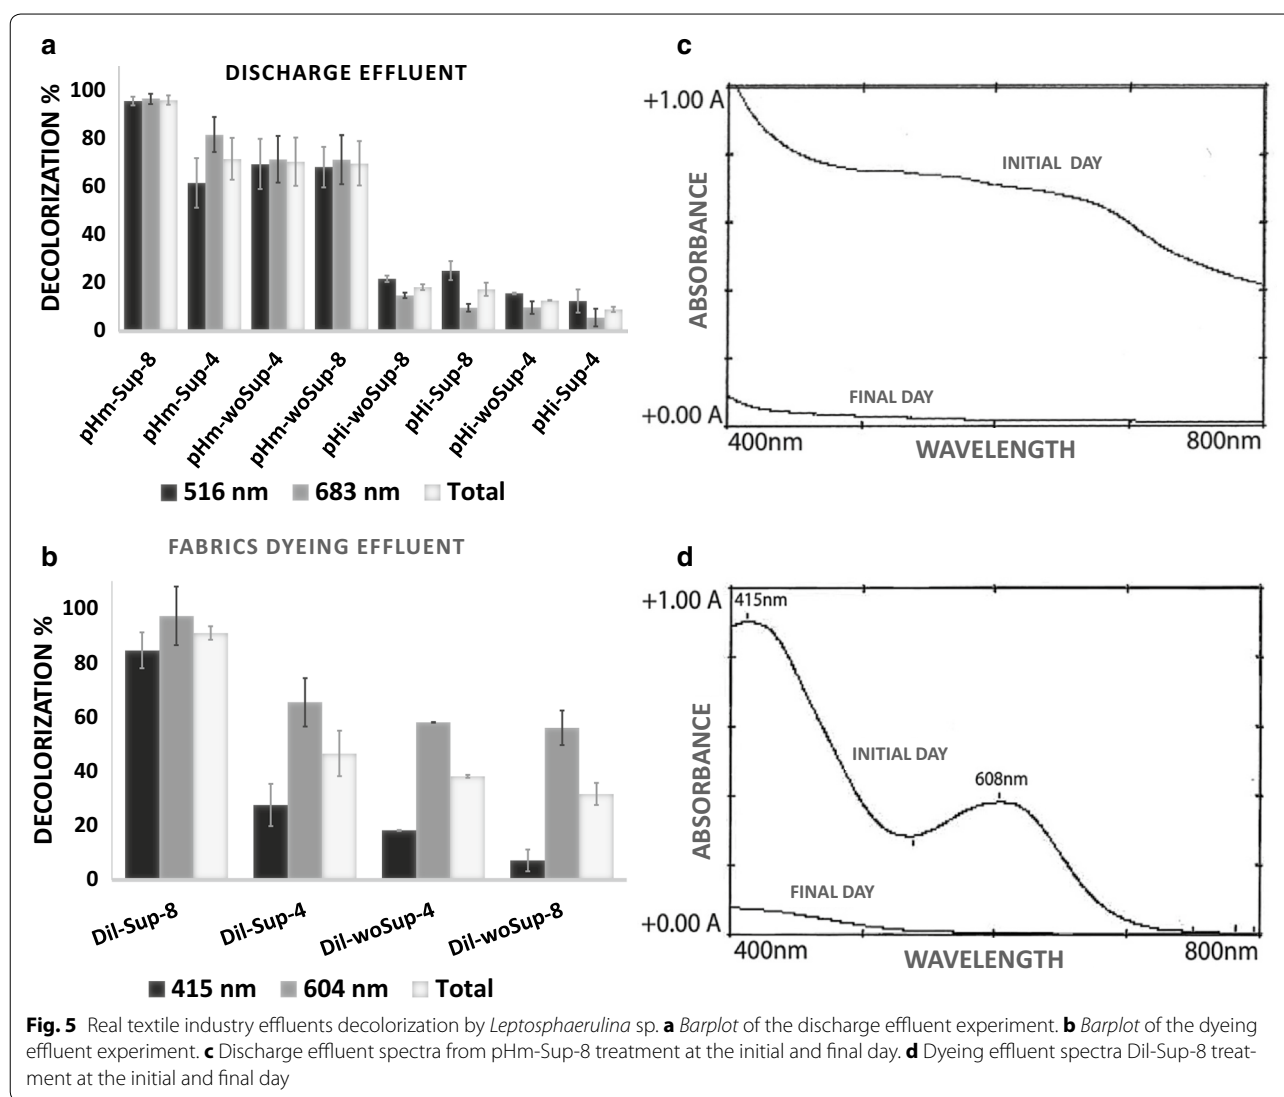 a
DISCHARGE EFFLUENT
DECOLORIZATION %
100
80
60
40
20
0
pHm-Sup-8
pHm-Sup-4
pHm-woSup-4
pHm-woSup-8
pHi-woSup-8
pHi-Sup-8
pHi-woSup-4
pHi-Sup-4
516 nm 683 nm Total
c
+1.00 A
ABSORBANCE
INITIAL DAY
FINAL DAY
+0.00 A
400nm
WAVELENGTH
800nm
b
FABRICS DYEING EFFLUENT
DECOLORIZATION %
100
80
60
40
20
0
Dil-Sup-8
Dil-Sup-4
Dil-woSup-4
Dil-woSup-8
415 nm 604 nm Total
d
+1.00 A
415nm
ABSORBANCE
INITIAL DAY
608nm
FINAL DAY
+0.00 A
400nm
WAVELENGTH
800nm
Fig. 5 Real textile industry effluents decolorization by Leptosphaerulina sp. a Barplot of the discharge effluent experiment. b Barplot of the dyeing
effluent experiment. c Discharge effluent spectra from pHm-Sup-8 treatment at the initial and final day. d Dyeing effluent spectra Dil-Sup-8 treat-
ment at the initial and final day